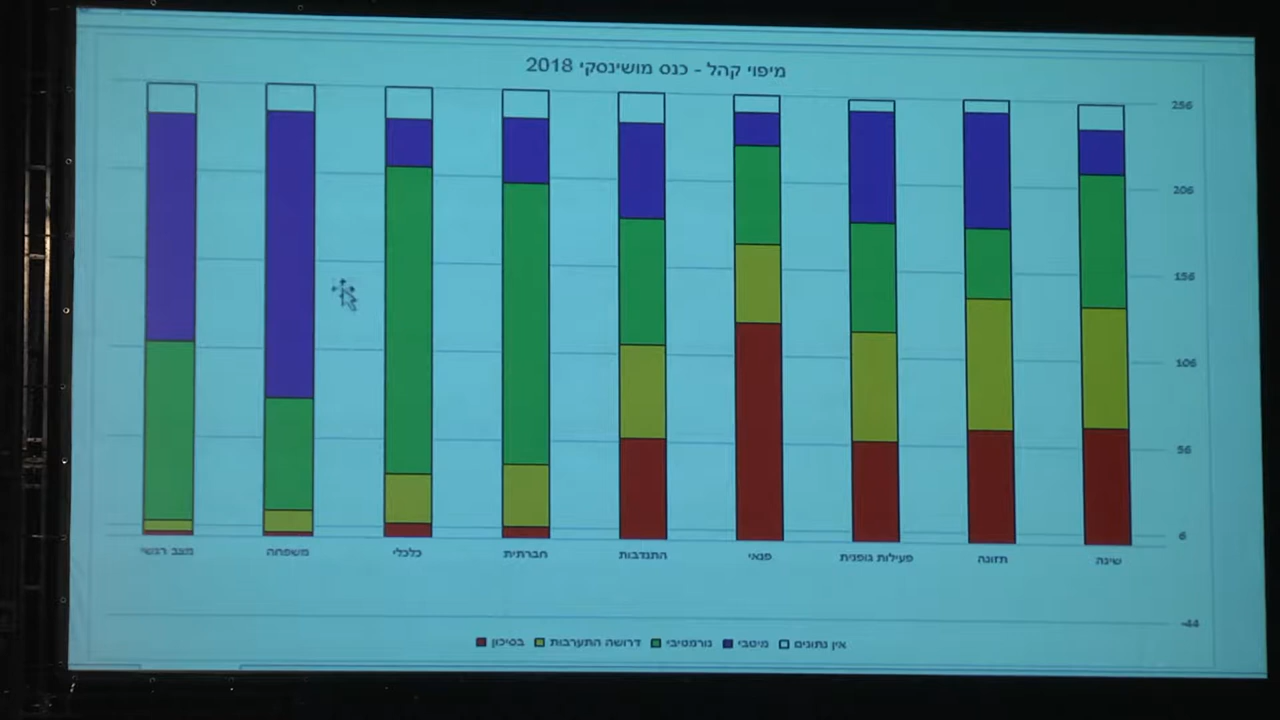 מיפוי קהל - כנס מושינסקי 2018
256
206
156
106
56
6
-44
שינה
תזונה
פעילות גופנית
פנאי
התנדבות
חברתית
כלכלי
משפחה
מצב רגשי
אין נתונים
מיטבי
נורמטיבי
דרושה התערבות
בסיכון